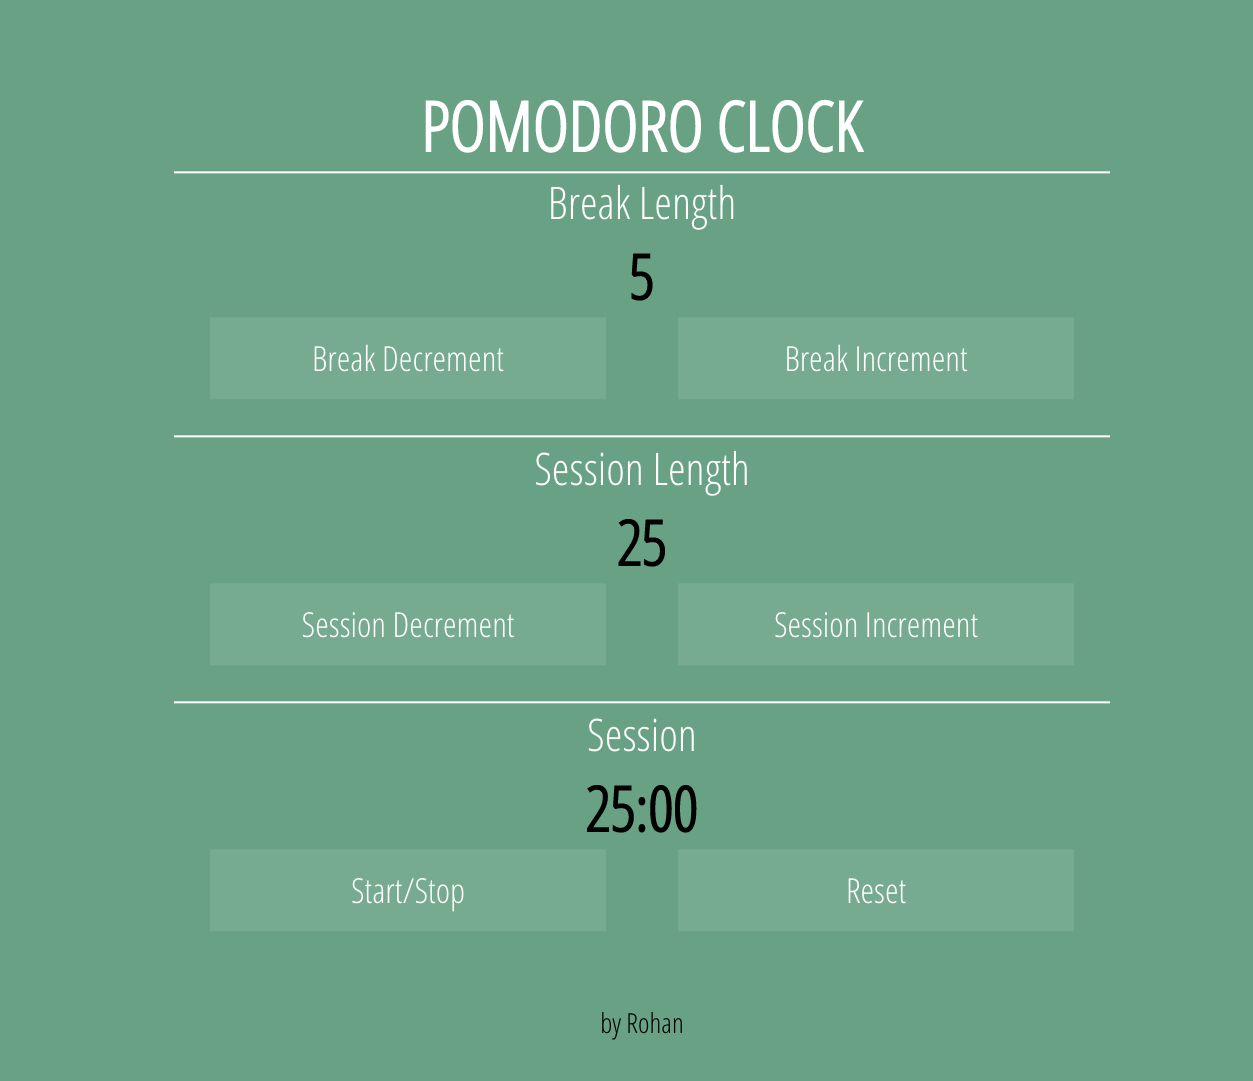 POMODORO CLOCK
Break Length
5
Break Decrement
Break Increment
Session Length
25
Session Decrement
Session Increment
Session
25:00
Start/Stop
Reset
by Rohan